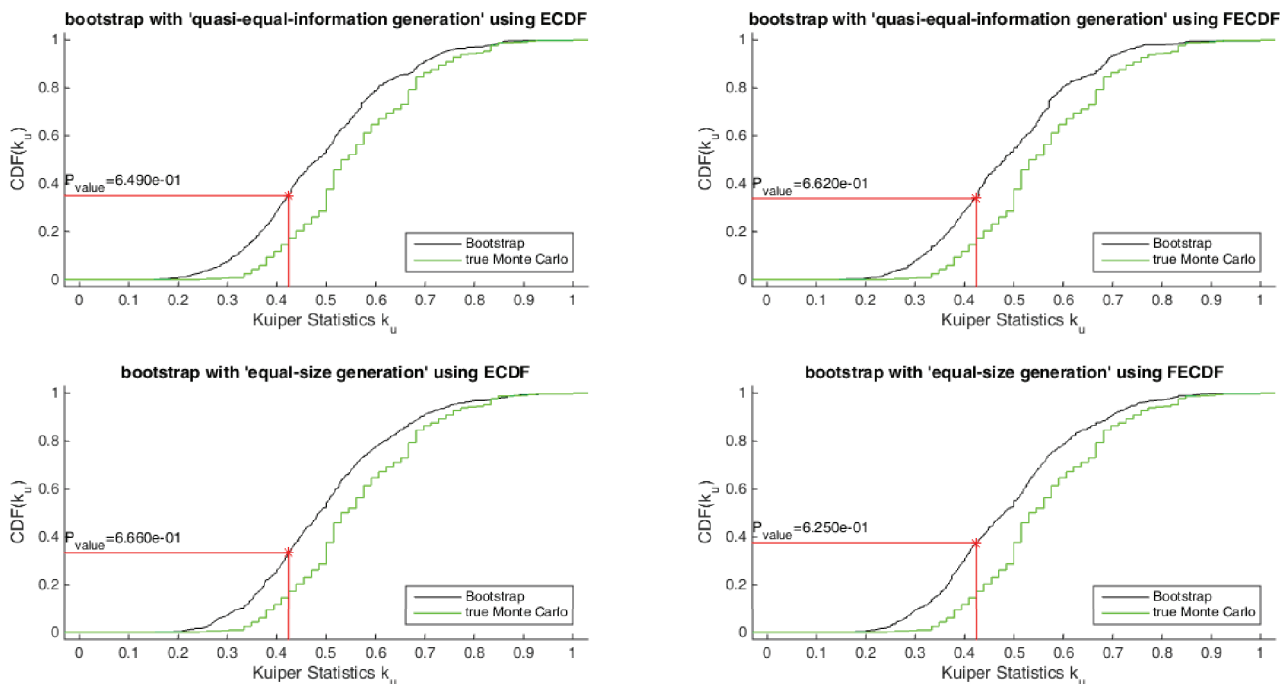 bootstrap with 'quasi-equal-information generation' using ECDF
1
0.8
0.6
0.4
0.2
0
CDF(k_u)
P_value=6.490e-01
Bootstrap
true Monte Carlo
0 0.1 0.2 0.3 0.4 0.5 0.6 0.7 0.8 0.9 1
Kuiper Statistics k_u
bootstrap with 'quasi-equal-information generation' using FECDF
1
0.8
0.6
0.4
0.2
0
CDF(k_u)
P_value=6.620e-01
Bootstrap
true Monte Carlo
0 0.1 0.2 0.3 0.4 0.5 0.6 0.7 0.8 0.9 1
Kuiper Statistics k_u
bootstrap with 'equal-size generation' using ECDF
1
0.8
0.6
0.4
0.2
0
CDF(k_u)
P_value=6.660e-01
Bootstrap
true Monte Carlo
0 0.1 0.2 0.3 0.4 0.5 0.6 0.7 0.8 0.9 1
Kuiper Statistics k_u
bootstrap with 'equal-size generation' using FECDF
1
0.8
0.6
0.4
0.2
0
CDF(k_u)
P_value=6.250e-01
Bootstrap
true Monte Carlo
0 0.1 0.2 0.3 0.4 0.5 0.6 0.7 0.8 0.9 1
Kuiper Statistics k_u